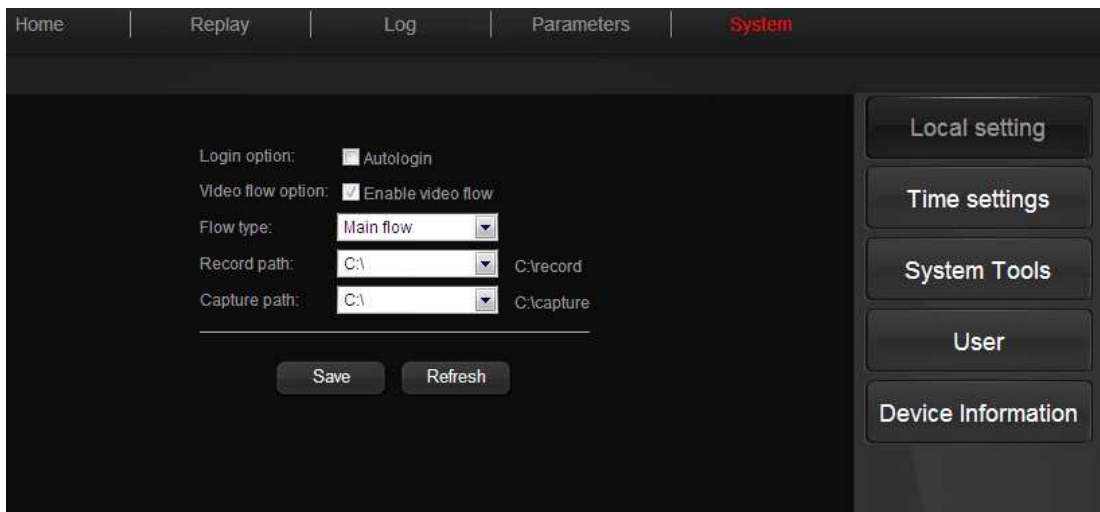 Home | Replay | Log | Parameters | System
Local setting
Login option: Autologin
VIdeo flow option: Enable video flow
Time settings
Flow type: Main flow
Record path: C:\ C:\record
System Tools
Capture path: C:\ C:\capture
User
Save Refresh
Device Information